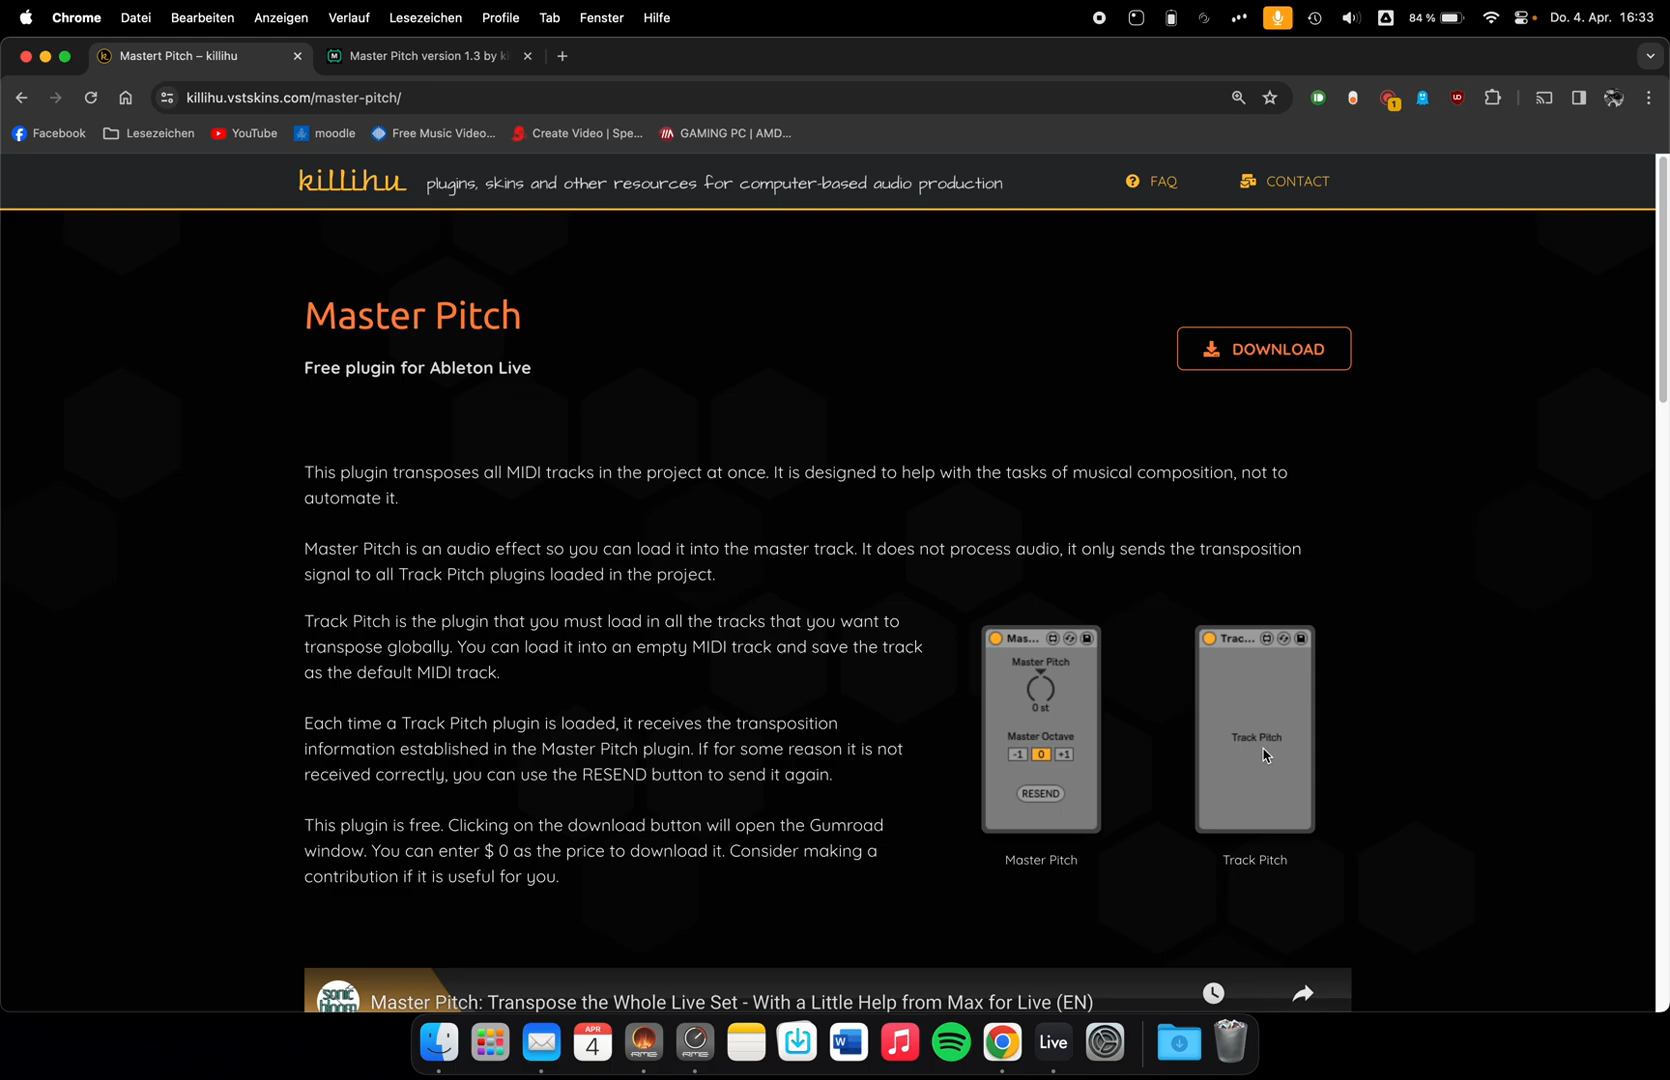 Chrome Datei Bearbeiten Anzeigen Verlauf Lesezeichen Profile Tab Fenster Hilfe 84 % Do. 4. Apr. 16:33
Mastert Pitch – killihu Master Pitch version 1.3 by ki
killihu.vstskins.com/master-pitch/ 1
Facebook Lesezeichen YouTube moodle Free Music Video... Create Video | Spe... GAMING PC | AMD...
killihu plugins, skins and other resources for computer-based audio production FAQ CONTACT
Master Pitch
DOWNLOAD
Free plugin for Ableton Live
This plugin transposes all MIDI tracks in the project at once. It is designed to help with the tasks of musical composition, not to
automate it.
Master Pitch is an audio effect so you can load it into the master track. It does not process audio, it only sends the transposition
signal to all Track Pitch plugins loaded in the project.
Track Pitch is the plugin that you must load in all the tracks that you want to
transpose globally. You can load it into an empty MIDI track and save the track
as the default MIDI track.
Each time a Track Pitch plugin is loaded, it receives the transposition
information established in the Master Pitch plugin. If for some reason it is not
received correctly, you can use the RESEND button to send it again.
This plugin is free. Clicking on the download button will open the Gumroad
window. You can enter $ 0 as the price to download it. Consider making a
contribution if it is useful for you.
Mas...
Master Pitch
0 st
Master Octave
-1 0 +1
RESEND
Master Pitch
Trac...
Track Pitch
Track Pitch
sonic bloom Master Pitch: Transpose the Whole Live Set - With a Little Help from Max for Live (EN)
APR
4
RME
RME
W
Live